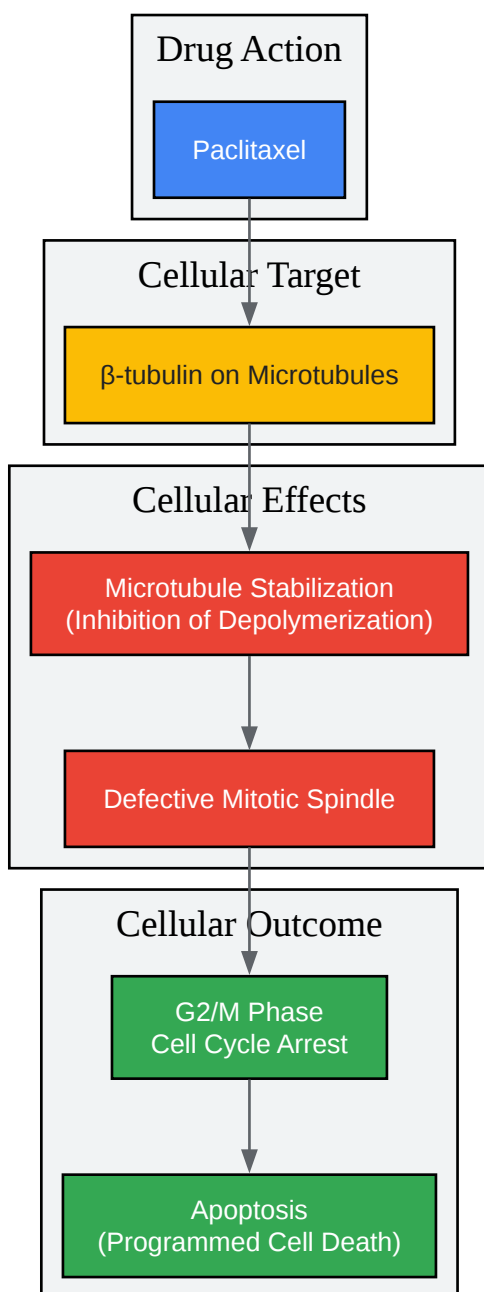 Drug Action
Paclitaxel
Cellular Target
β-tubulin on Microtubules
Cellular Effects
Microtubule Stabilization
(Inhibition of Depolymerization)
Defective Mitotic Spindle
Cellular Outcome
G2/M Phase
Cell Cycle Arrest
Apoptosis
(Programmed Cell Death)